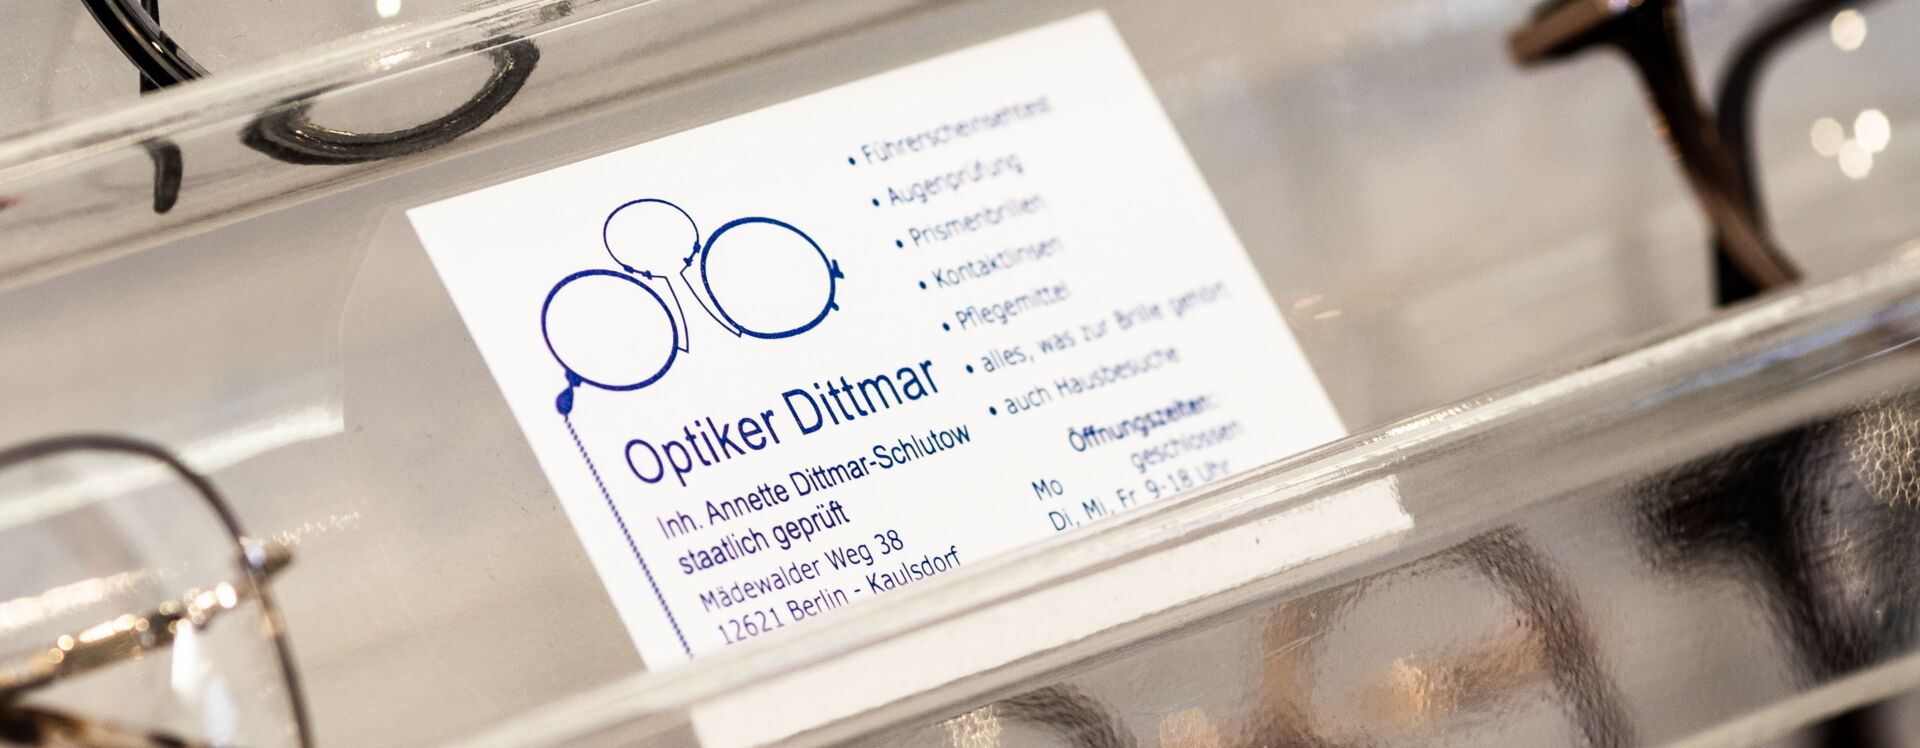 • Führerscheinsehtest
• Augenprüfung
• Prismenbrillen
• Kontaktlinsen
• Pflegemittel
• alles, was zur Brille gehört
• auch Hausbesuche
Optiker Dittmar
Inh. Annette Dittmar-Schlutow
staatlich geprüft
Mädewalder Weg 38
12621 Berlin - Kaulsdorf
Öffnungszeiten:
Mo geschlossen
Di, Mi, Fr 9-18 Uhr